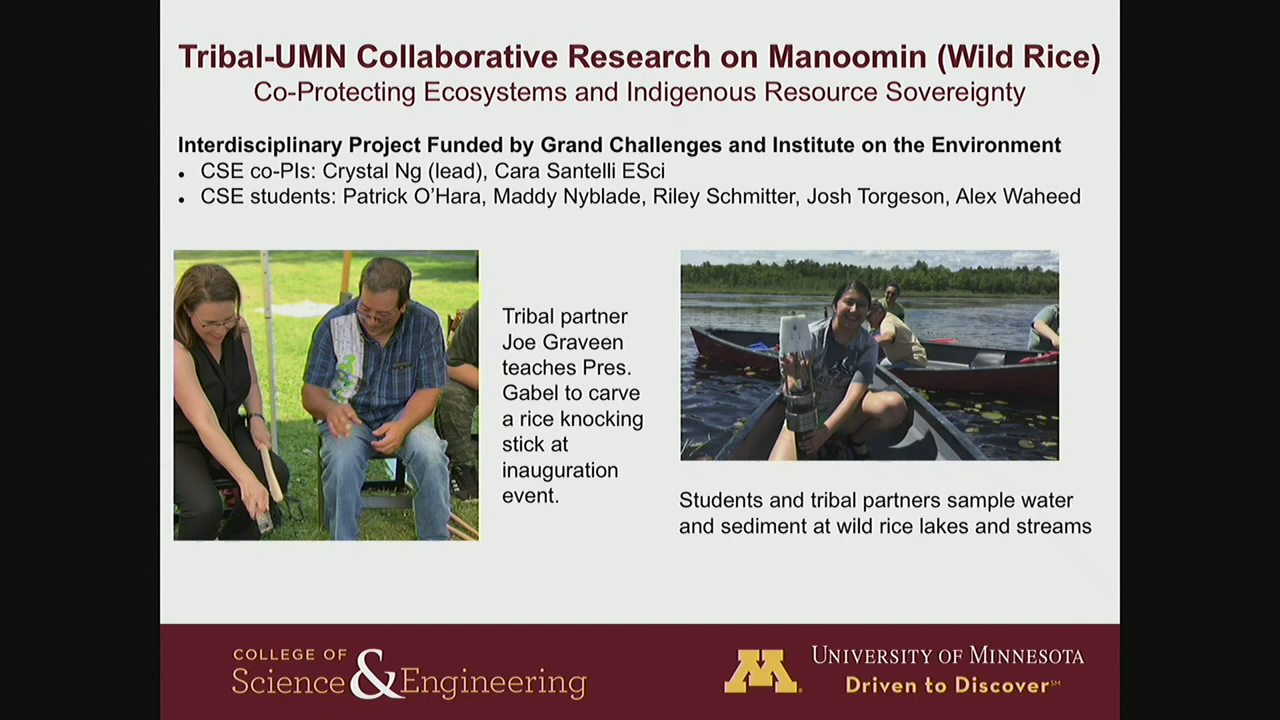 Tribal-UMN Collaborative Research on Manoomin (Wild Rice)
Co-Protecting Ecosystems and Indigenous Resource Sovereignty
Interdisciplinary Project Funded by Grand Challenges and Institute on the Environment
• CSE co-PIs: Crystal Ng (lead), Cara Santelli ESci
• CSE students: Patrick O'Hara, Maddy Nyblade, Riley Schmitter, Josh Torgeson, Alex Waheed
Tribal partner
Joe Graveen
teaches Pres.
Gabel to carve
a rice knocking
stick at
inauguration
event.
Students and tribal partners sample water
and sediment at wild rice lakes and streams
COLLEGE OF
Science & Engineering
M
UNIVERSITY OF MINNESOTA
Driven to Discover℠